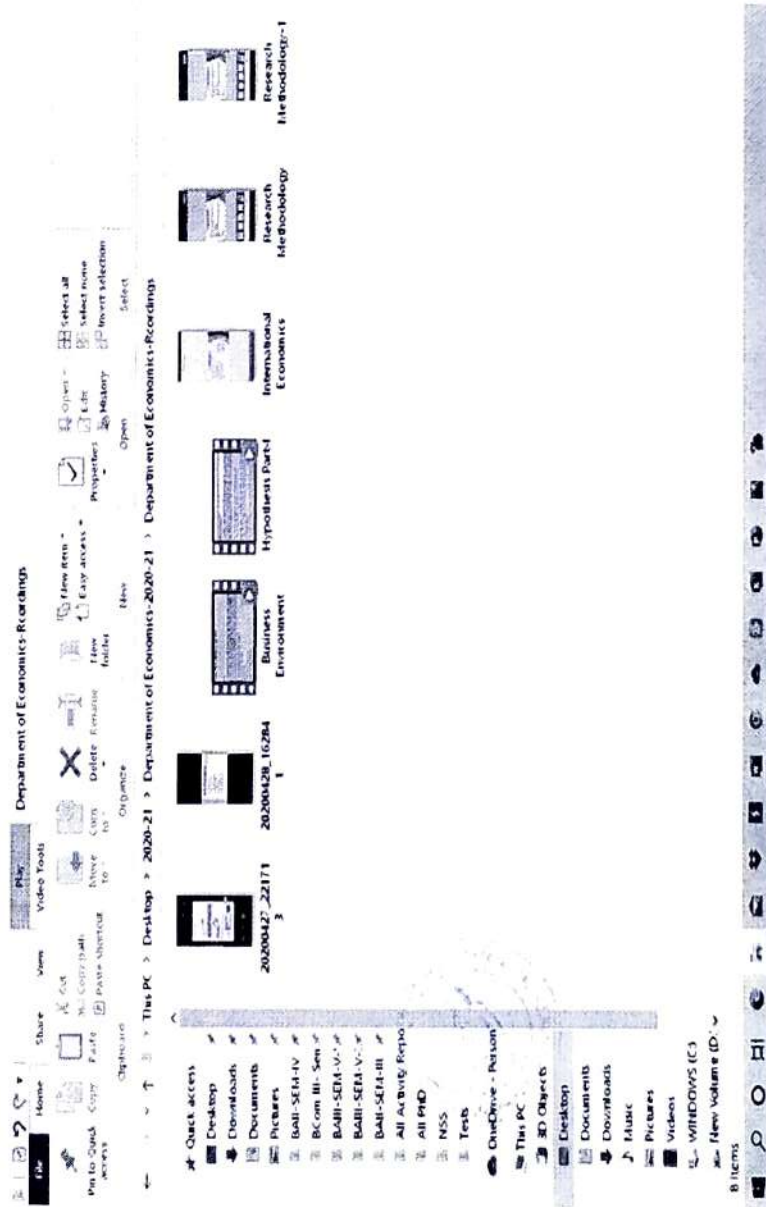 Play
Department of Economics-Rcordings
File
Home
Share
View
Video Tools
Pin to Quick access
Copy
Paste
Cut
Copy path
Paste shortcut
Clipboard
Move to
Copy to
Delete
Rename
Organize
New folder
New item
Easy access
New
Properties
Open
Edit
History
Open
Select all
Select none
Invert selection
Select
This PC > Desktop > 2020-21 > Department of Economics-2020-21 > Department of Economics-Rcordings
Quick access
Desktop
Downloads
Documents
Pictures
BAII-SEM-IV
BCom III- Sen
BAIII-SEM-V-
BAIII-SEM-V-
BAII-SEM-III
All Activity Repo
All PHD
NSS
Tests
OneDrive - Person
This PC
3D Objects
Desktop
Documents
Downloads
Music
Pictures
Videos
WINDOWS (C:)
New Volume (D:
20200427_22171
3
20200428_16284
1
Business
Environment
Hypothesis Part-I
International
Economics
Research
Methodology
Research
Methodology-1
8 items